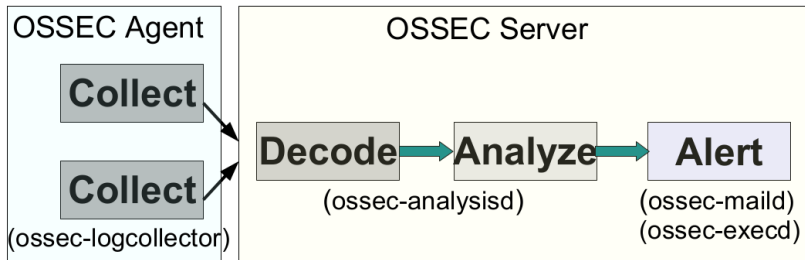 OSSEC Agent
Collect
Collect
(ossec-logcollector)
OSSEC Server
Decode
Analyze
Alert
(ossec-analysisd)
(ossec-maild)
(ossec-execd)